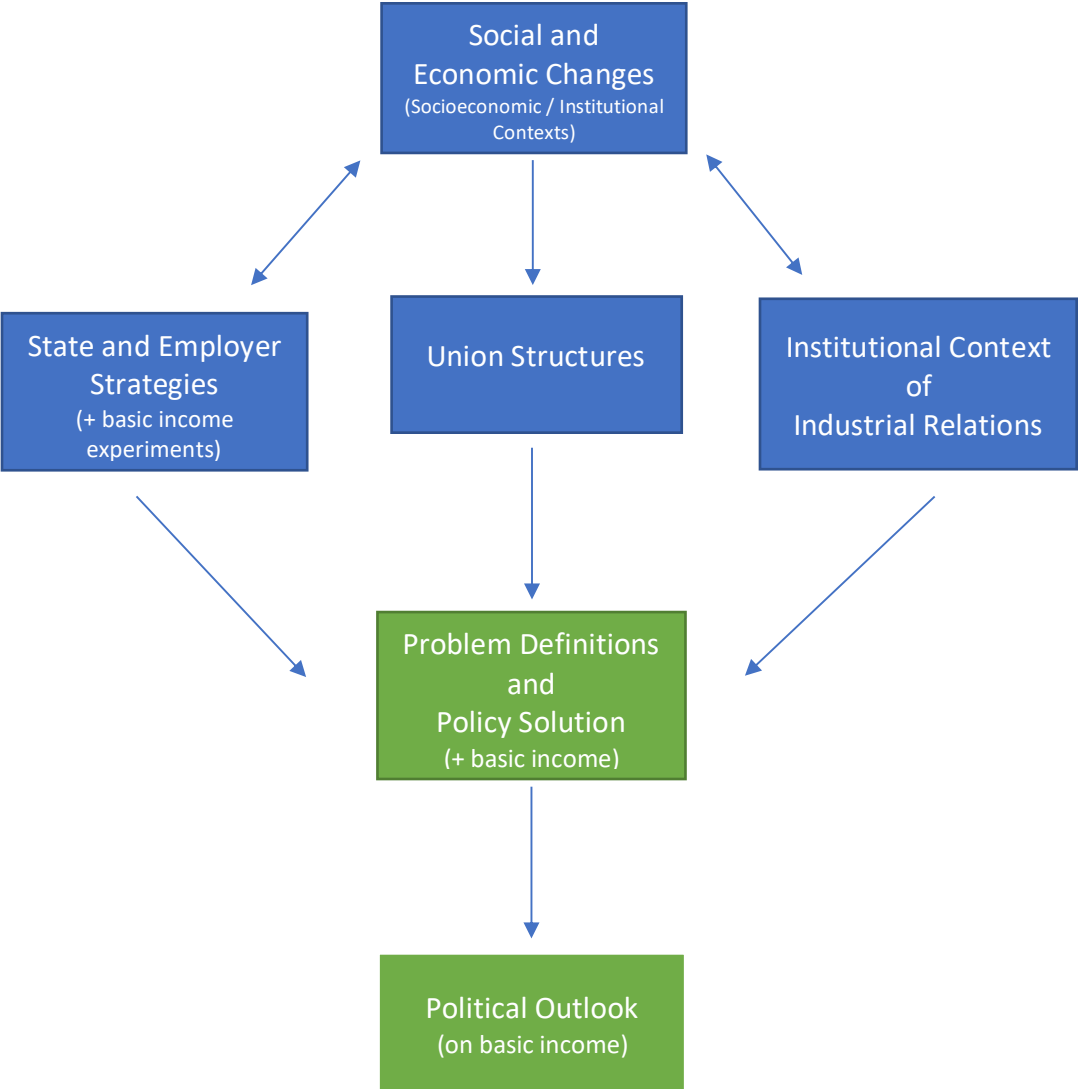 Social and
Economic Changes
(Socioeconomic / Institutional
Contexts)
State and Employer
Strategies
(+ basic income
experiments)
Union Structures
Institutional Context
of
Industrial Relations
Problem Definitions
and
Policy Solution
(+ basic income)
Political Outlook
(on basic income)